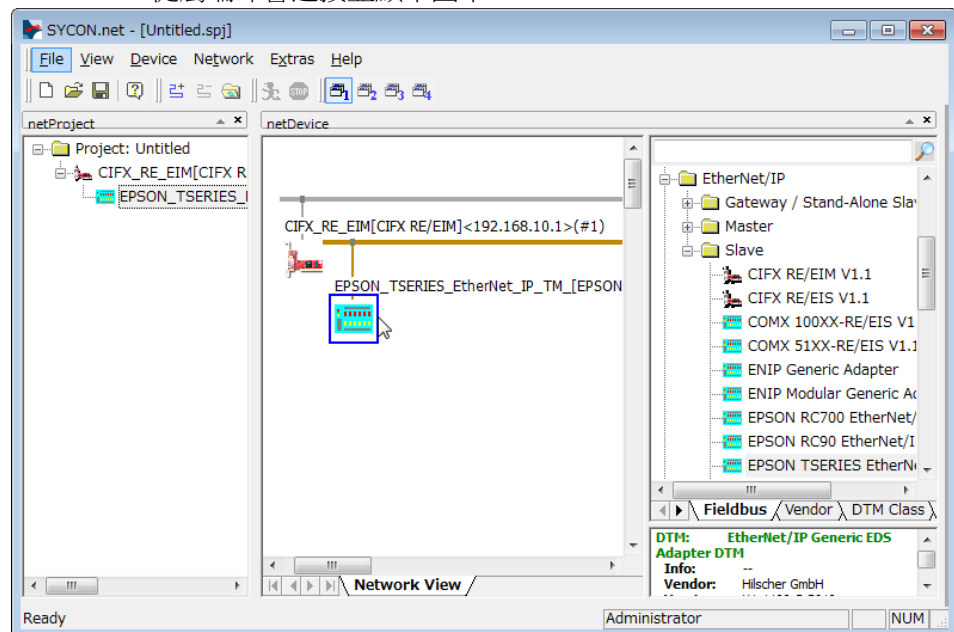 SYCON.net - [Untitled.spj]
File View Device Network Extras Help
netProject
netDevice
Project: Untitled
CIFX_RE_EIM[CIFX R
EPSON_TSERIES_
CIFX_RE_EIM[CIFX RE/EIM]<192.168.10.1>(#1)
EPSON_TSERIES_EtherNet_IP_TM_[EPSON
EtherNet/IP
Gateway / Stand-Alone Sla
Master
Slave
CIFX RE/EIM V1.1
CIFX RE/EIS V1.1
COMX 100XX-RE/EIS V1
COMX 51XX-RE/EIS V1.1
ENIP Generic Adapter
ENIP Modular Generic A
EPSON RC700 EtherNet/
EPSON RC90 EtherNet/I
EPSON TSERIES EtherN
Fieldbus Vendor DTM Class
DTM: EtherNet/IP Generic EDS
Adapter DTM
Info: --
Vendor: Hilscher GmbH
Network View
Ready
Administrator
NUM